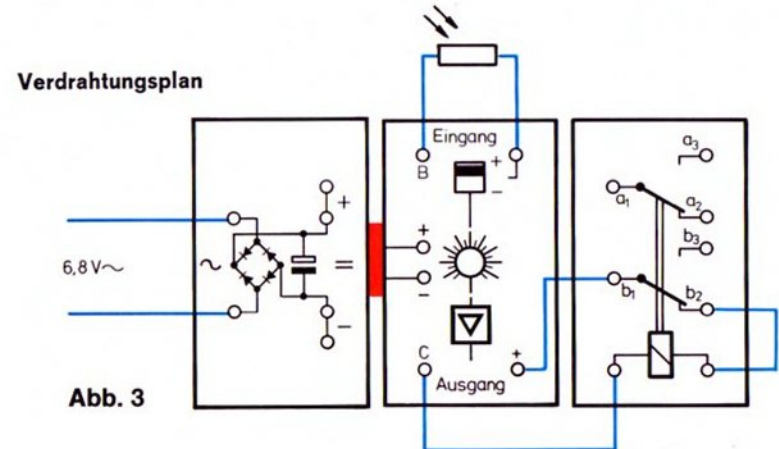 Verdrahtungsplan
6,8 V~
~
=
+
−
Eingang
B
+
−
+
−
C
+
Ausgang
a₃
a₁
a₂
b₃
b₁
b₂
Abb. 3